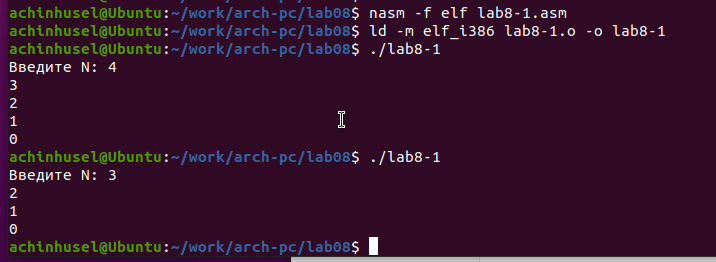 achinhusel@Ubuntu:~/work/arch-pc/lab08$ nasm -f elf lab8-1.asm
achinhusel@Ubuntu:~/work/arch-pc/lab08$ ld -m elf_i386 lab8-1.o -o lab8-1
achinhusel@Ubuntu:~/work/arch-pc/lab08$ ./lab8-1
Введите N: 4
3
2
1
0
achinhusel@Ubuntu:~/work/arch-pc/lab08$ ./lab8-1
Введите N: 3
2
1
0
achinhusel@Ubuntu:~/work/arch-pc/lab08$